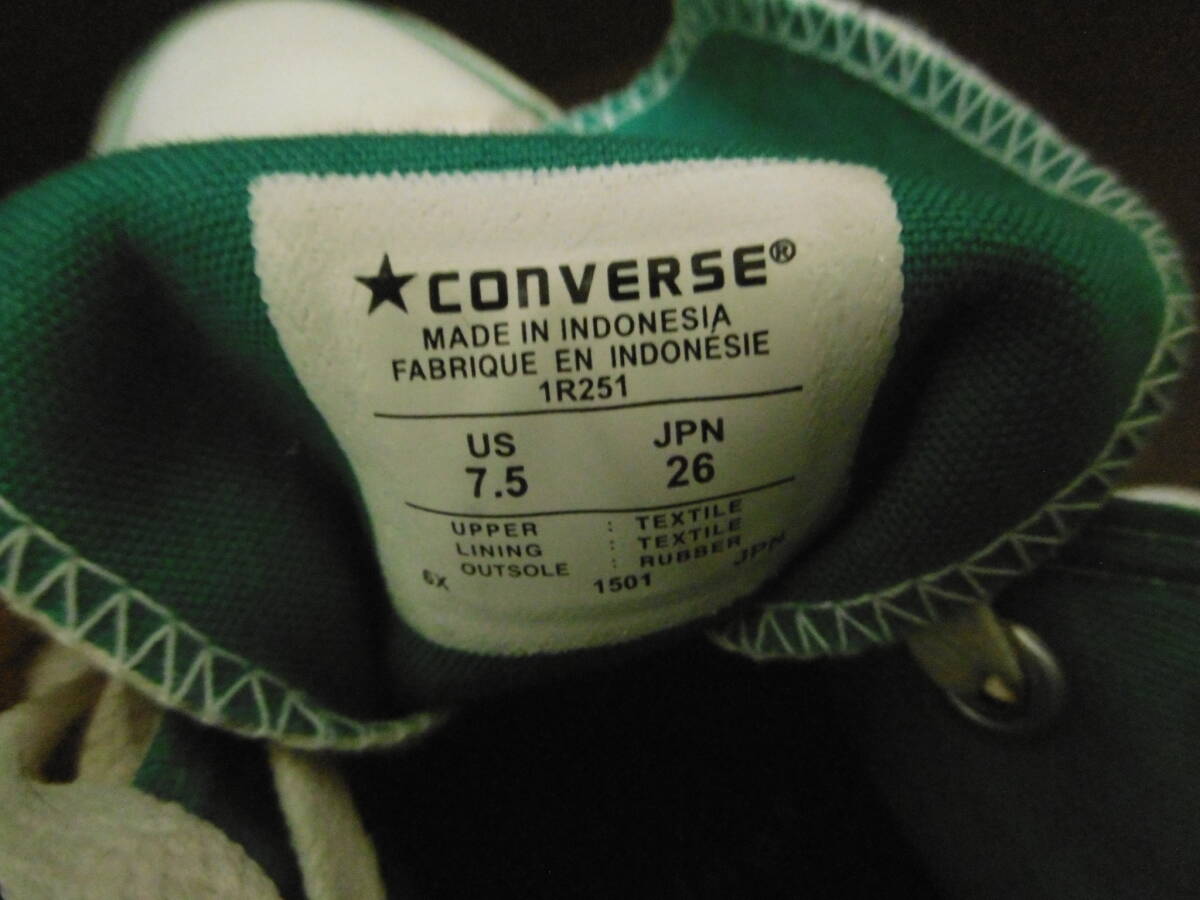 ★CONVERSE®
MADE IN INDONESIA
FABRIQUE EN INDONÉSIE
1R251
US JPN
7.5 26
UPPER : TEXTILE
LINING : TEXTILE
OUTSOLE : RUBBER
6X 1501 JPN